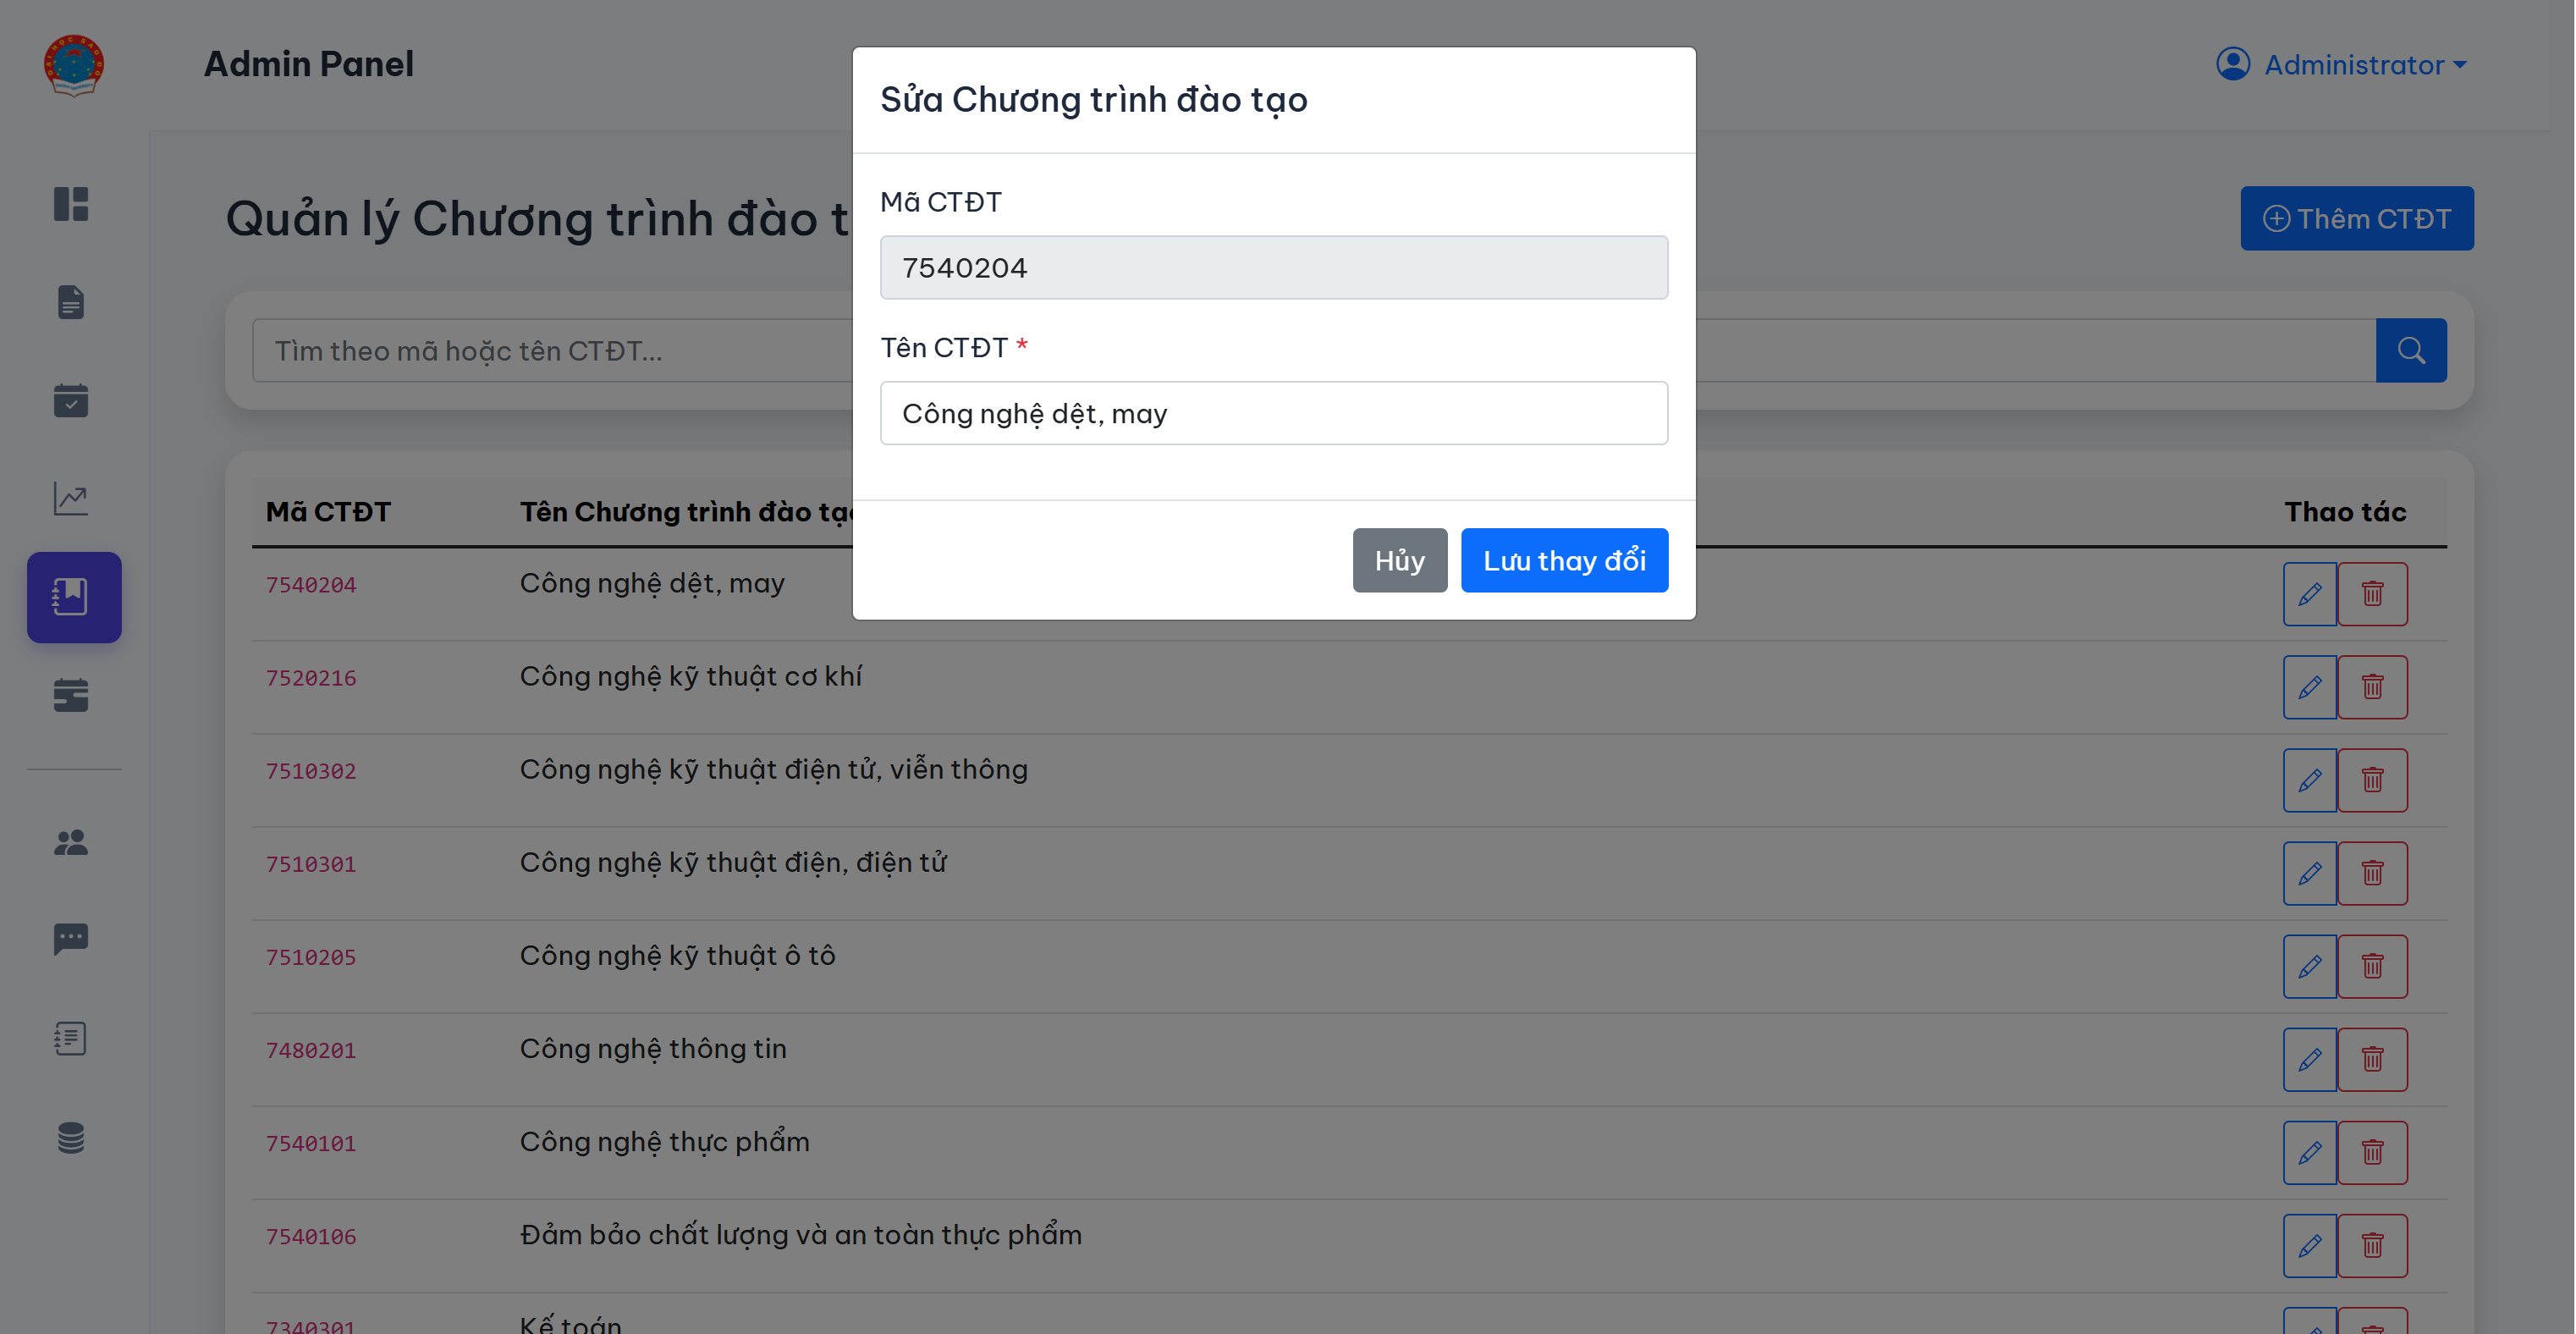 Admin Panel
Administrator
Sửa Chương trình đào tạo
Mã CTĐT
7540204
Tên CTĐT *
Công nghệ dệt, may
Hủy
Lưu thay đổi
Quản lý Chương trình đào t
Thêm CTĐT
Tìm theo mã hoặc tên CTĐT...
Mã CTĐT
Tên Chương trình đào tạo
Thao tác
7540204
Công nghệ dệt, may
7520216
Công nghệ kỹ thuật cơ khí
7510302
Công nghệ kỹ thuật điện tử, viễn thông
7510301
Công nghệ kỹ thuật điện, điện tử
7510205
Công nghệ kỹ thuật ô tô
7480201
Công nghệ thông tin
7540101
Công nghệ thực phẩm
7540106
Đảm bảo chất lượng và an toàn thực phẩm
7340301
Kế toán